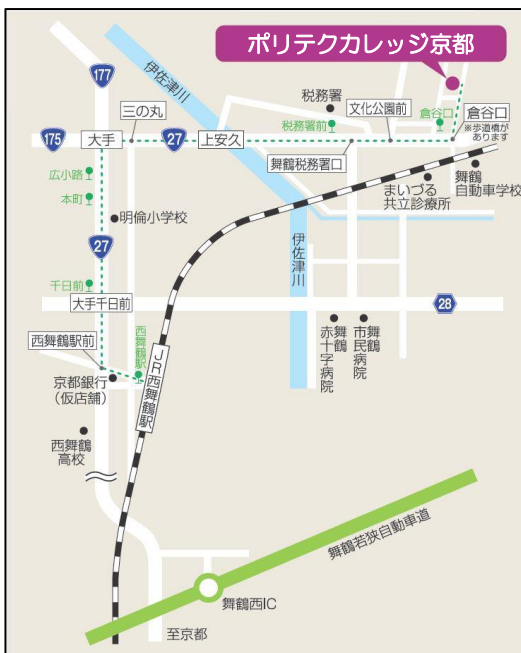 ポリテクカレッジ京都
177
伊佐津川
税務署
文化公園前
倉谷口
倉谷口
※歩道橋が
あります
三の丸
税務署前
175
大手
27
上安久
舞鶴税務署口
広小路
本町
明倫小学校
まいづる
共立診療所
舞鶴
自動車学校
27
伊佐津川
千日前
大手千日前
28
西舞鶴駅前
西舞鶴駅
JR西舞鶴駅
舞鶴
赤十字病院
舞鶴
市民病院
京都銀行
(仮店舗)
西舞鶴
高校
舞鶴若狭自動車道
舞鶴西IC
至京都